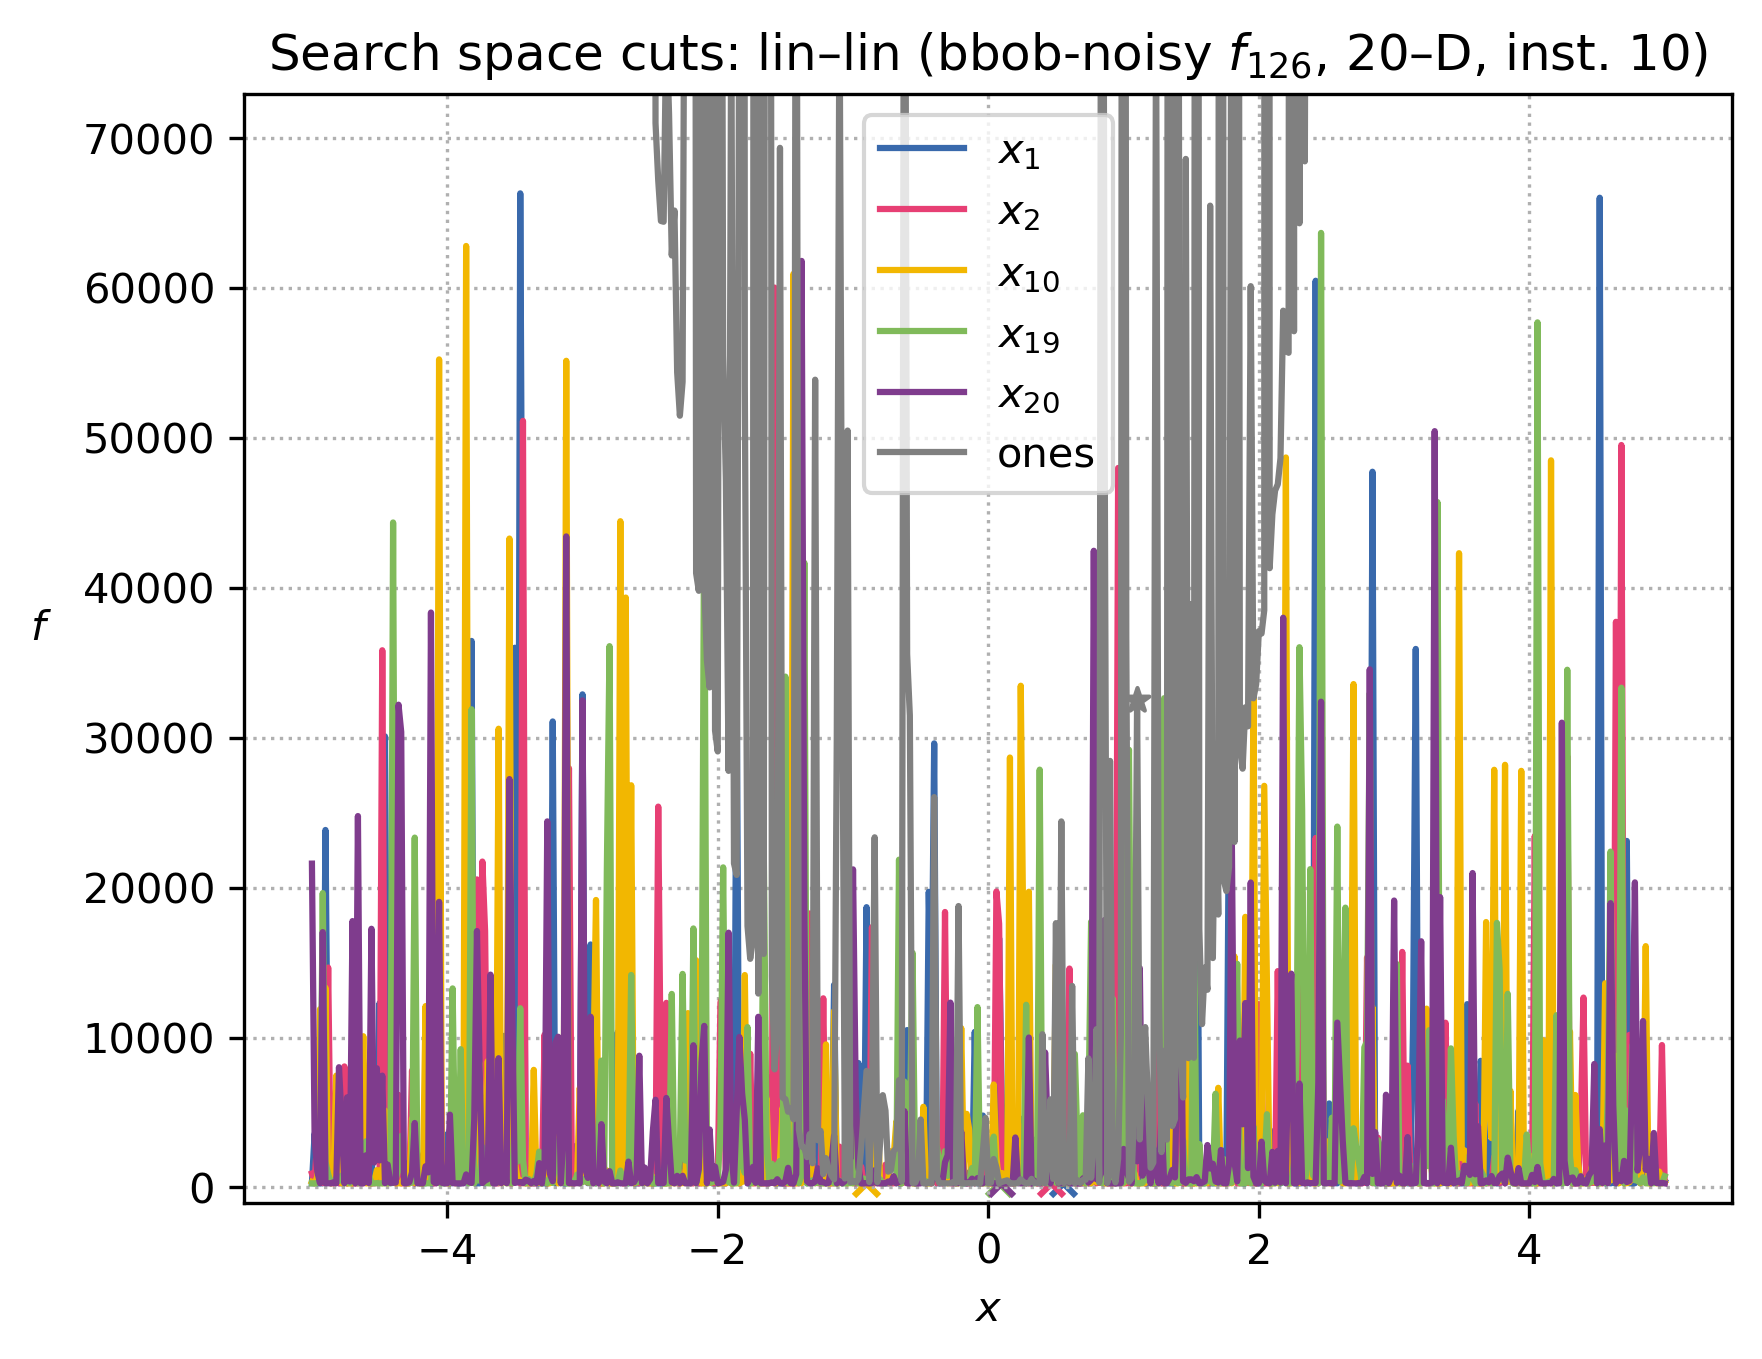 Search space cuts: lin–lin (bbob-noisy f₁₂₆, 20–D, inst. 10)
70000
60000
50000
40000
30000
20000
10000
0
f
x₁
x₂
x₁₀
x₁₉
x₂₀
ones
−4
−2
0
2
4
x